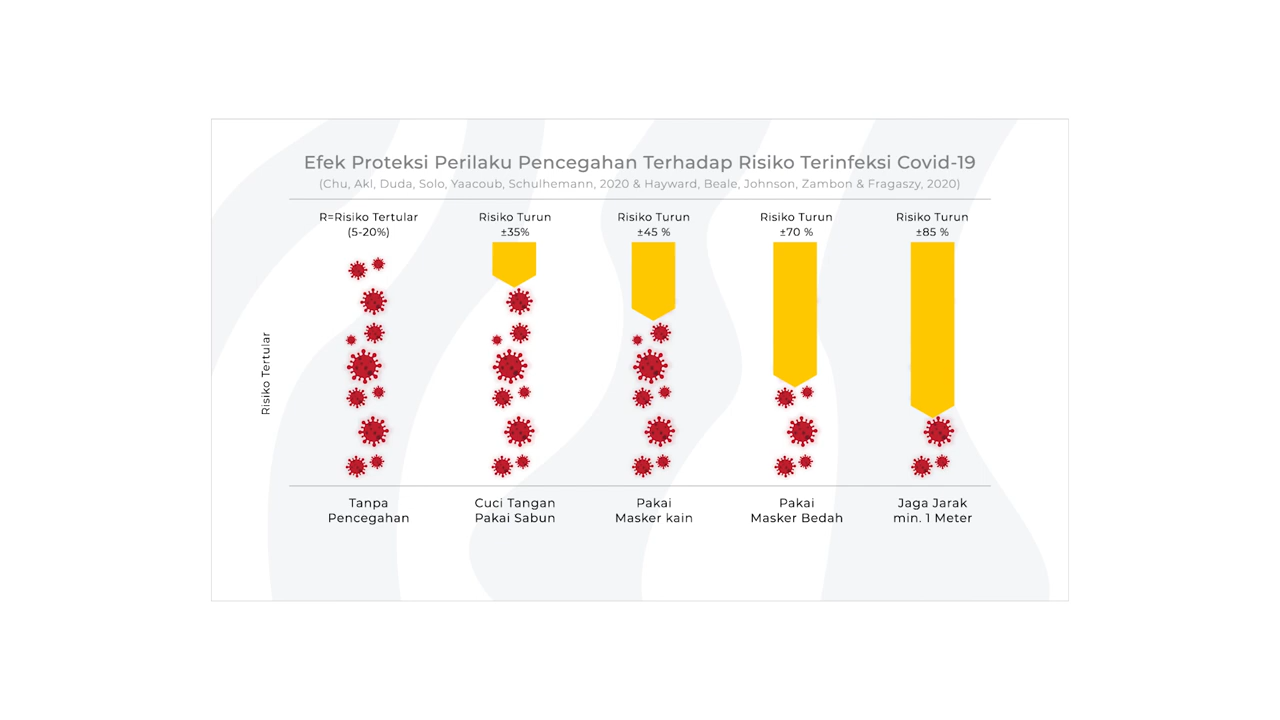 Efek Proteksi Perilaku Pencegahan Terhadap Risiko Terinfeksi Covid-19
(Chu, Akl, Duda, Solo, Yaacoub, Schulhemann, 2020 & Hayward, Beale, Johnson, Zambon & Fragaszy, 2020)
R=Risiko Tertular
(5-20%)
Risiko Turun
±35%
Risiko Turun
±45 %
Risiko Turun
±70 %
Risiko Turun
±85 %
Risiko Tertular
Tanpa
Pencegahan
Cuci Tangan
Pakai Sabun
Pakai
Masker kain
Pakai
Masker Bedah
Jaga Jarak
min. 1 Meter